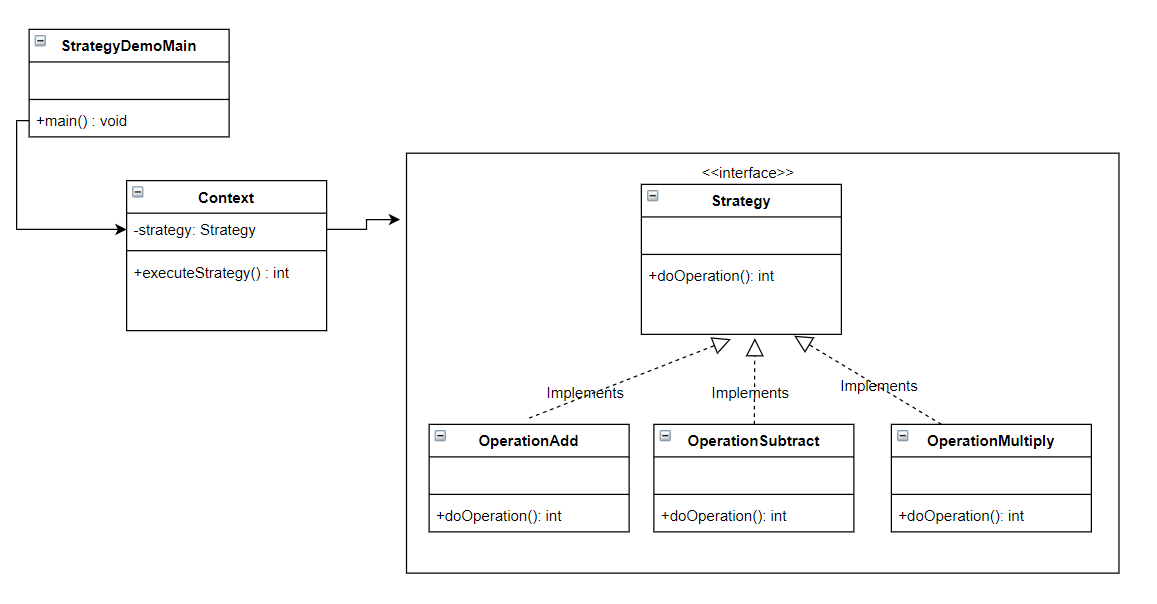 StrategyDemoMain
+main() : void
Context
-strategy: Strategy
+executeStrategy() : int
<<interface>>
Strategy
+doOperation(): int
Implements
Implements
Implements
OperationAdd
+doOperation(): int
OperationSubtract
+doOperation(): int
OperationMultiply
+doOperation(): int